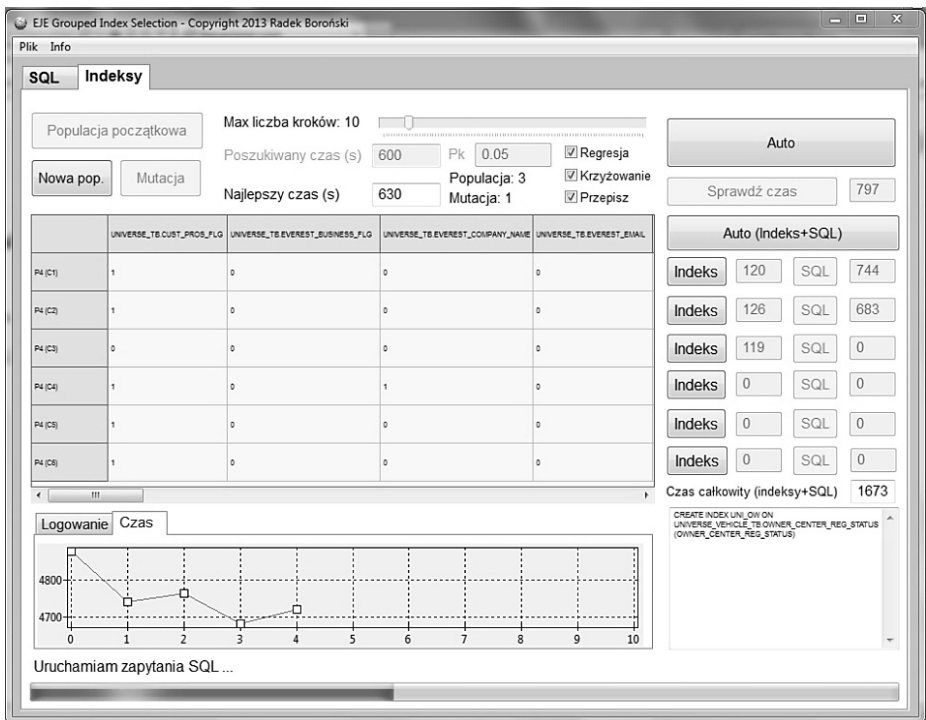 EJE Grouped Index Selection - Copyright 2013 Radek Boroński
Plik Info
SQL Indeksy
Populacja początkowa
Nowa pop. Mutacja
Max liczba kroków: 10
Poszukiwany czas (s) 600 Pk 0.05
Najlepszy czas (s) 630
Populacja: 3
Mutacja: 1
Regresja
Krzyżowanie
Przepisz
Auto
Sprawdź czas 797
Auto (Indeks+SQL)
Indeks 120 SQL 744
Indeks 126 SQL 683
Indeks 119 SQL 0
Indeks 0 SQL 0
Indeks 0 SQL 0
Indeks 0 SQL 0
Czas całkowity (indeksy+SQL) 1673
CREATE INDEX UNI_OW ON
UNIVERSE_VEHICLE_TB.OWNER_CENTER_REG_STATUS
(OWNER_CENTER_REG_STATUS)
UNIVERSE_TB.CUST_PROS_FLG UNIVERSE_TB.EVEREST_BUSINESS_FLG UNIVERSE_TB.EVEREST_COMPANY_NAME UNIVERSE_TB.EVEREST_EMAIL
P4 (C1) 1 0 0 0
P4 (C2) 1 0 0 0
P4 (C3) 0 0 0 0
P4 (C4) 1 0 1 0
P4 (C5) 1 0 0 0
P4 (C6) 1 0 0 0
Logowanie Czas
4800
4700
0 1 2 3 4 5 6 7 8 9 10
Uruchamiam zapytania SQL ...